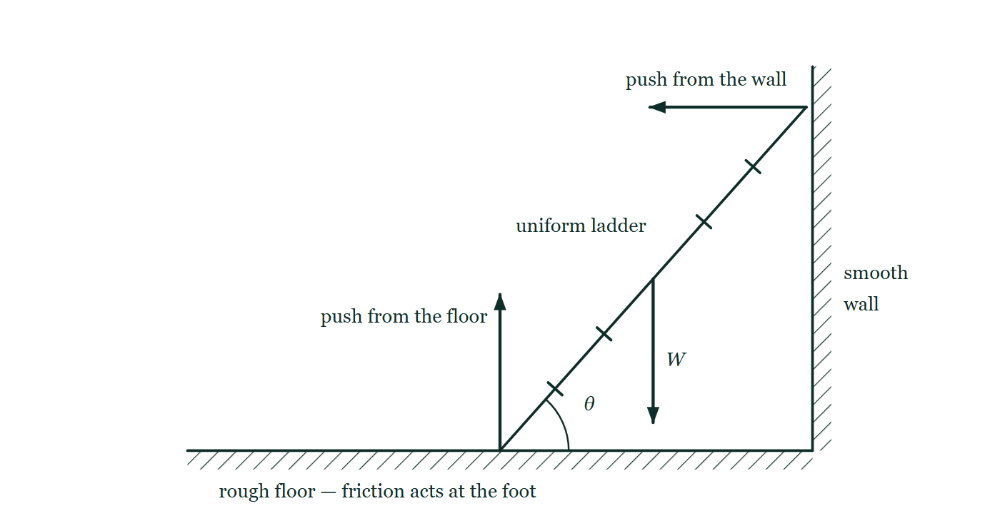 push from the wall
uniform ladder
smooth
wall
push from the floor
W
θ
rough floor — friction acts at the foot